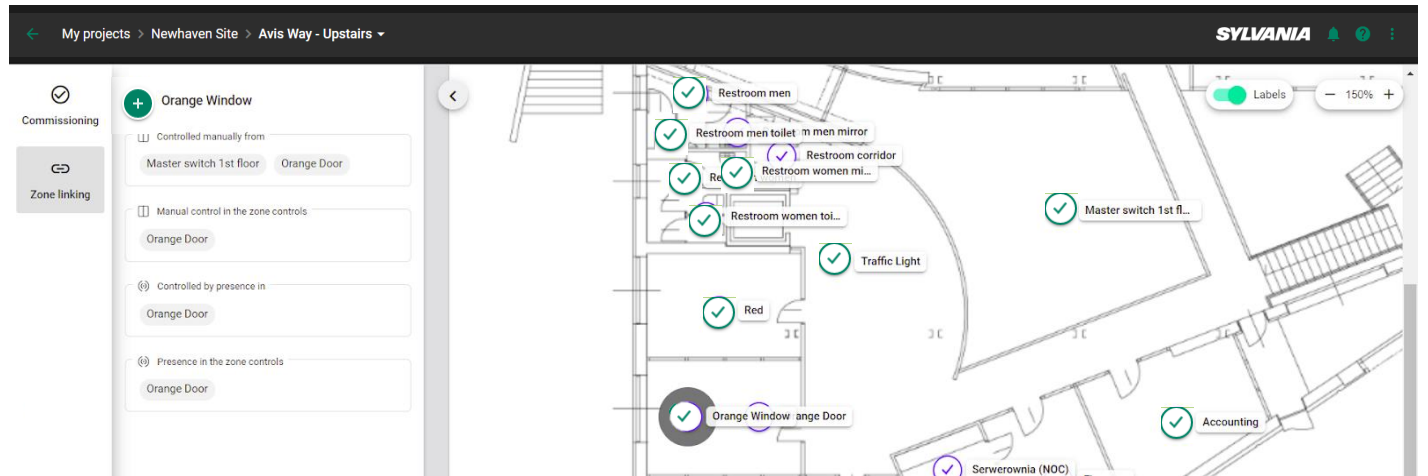 My projects > Newhaven Site > Avis Way - Upstairs
SYLVANIA
Commissioning
Zone linking
Orange Window
Controlled manually from
Master switch 1st floor Orange Door
Manual control in the zone controls
Orange Door
Controlled by presence in
Orange Door
Presence in the zone controls
Orange Door
Labels
150%
Restroom men
Restroom men toilet
m men mirror
Restroom corridor
Restroom women mi...
Restroom women toi...
Master switch 1st fl...
Traffic Light
Red
Orange Window
ange Door
Accounting
Serwerownia (NOC)